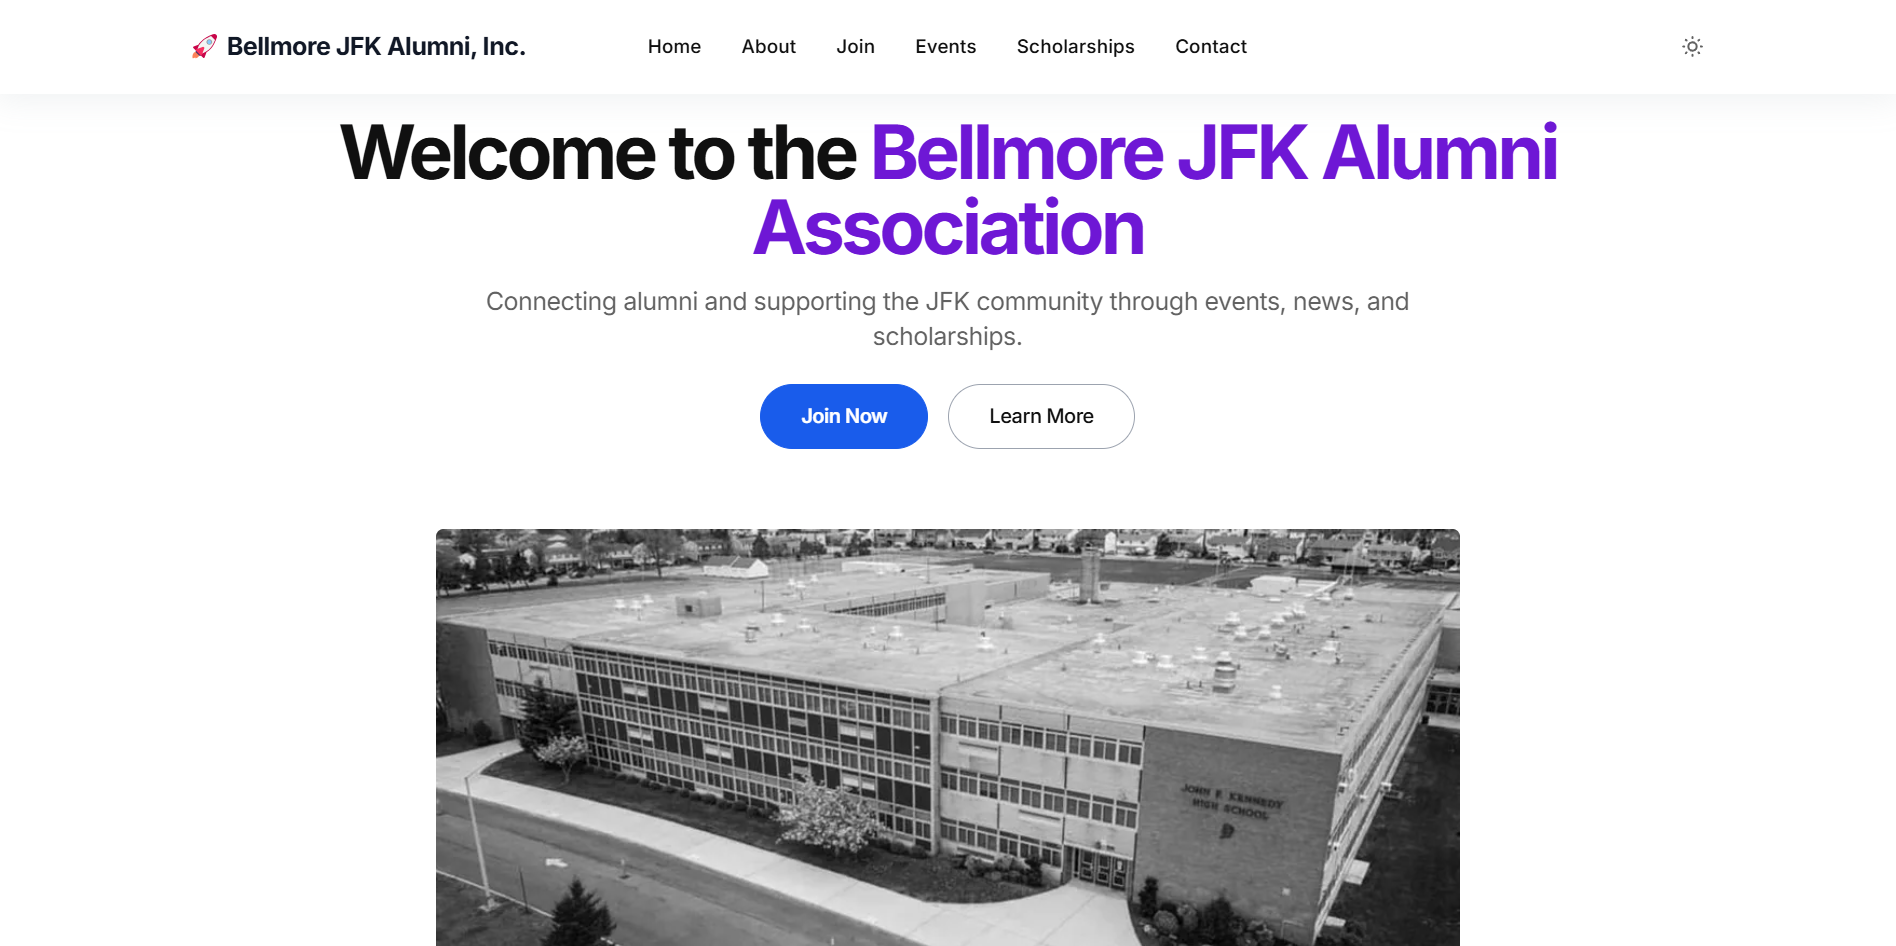 🚀 Bellmore JFK Alumni, Inc.
Home About Join Events Scholarships Contact
Welcome to the Bellmore JFK Alumni
Association
Connecting alumni and supporting the JFK community through events, news, and
scholarships.
Join Now Learn More
JOHN F. KENNEDY
HIGH SCHOOL